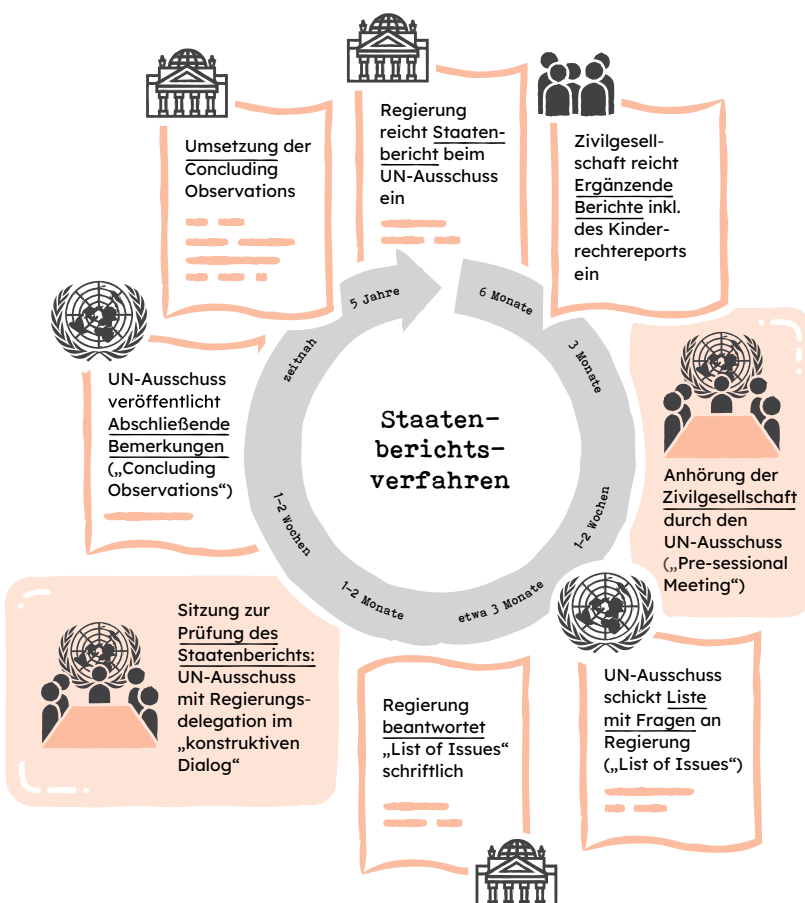 Regierung
reicht Staaten-
bericht beim
UN-Ausschuss
ein
6 Monate
Zivilgesell-
schaft reicht
Ergänzende
Berichte inkl.
des Kinder-
rechtereports
ein
3 Monate
Anhörung der
Zivilgesellschaft
durch den
UN-Ausschuss
(„Pre-sessional
Meeting“)
1-2 Wochen
UN-Ausschuss
schickt Liste
mit Fragen an
Regierung
(„List of Issues“)
etwa 3 Monate
Regierung
beantwortet
„List of Issues“
schriftlich
1-2 Monate
Sitzung zur
Prüfung des
Staatenberichts:
UN-Ausschuss
mit Regierungs-
delegation im
„konstruktiven
Dialog“
1-2 Wochen
UN-Ausschuss
veröffentlicht
Abschließende
Bemerkungen
(„Concluding
Observations“)
zeitnah
Umsetzung der
Concluding
Observations
5 Jahre
Staaten-
berichts-
verfahren